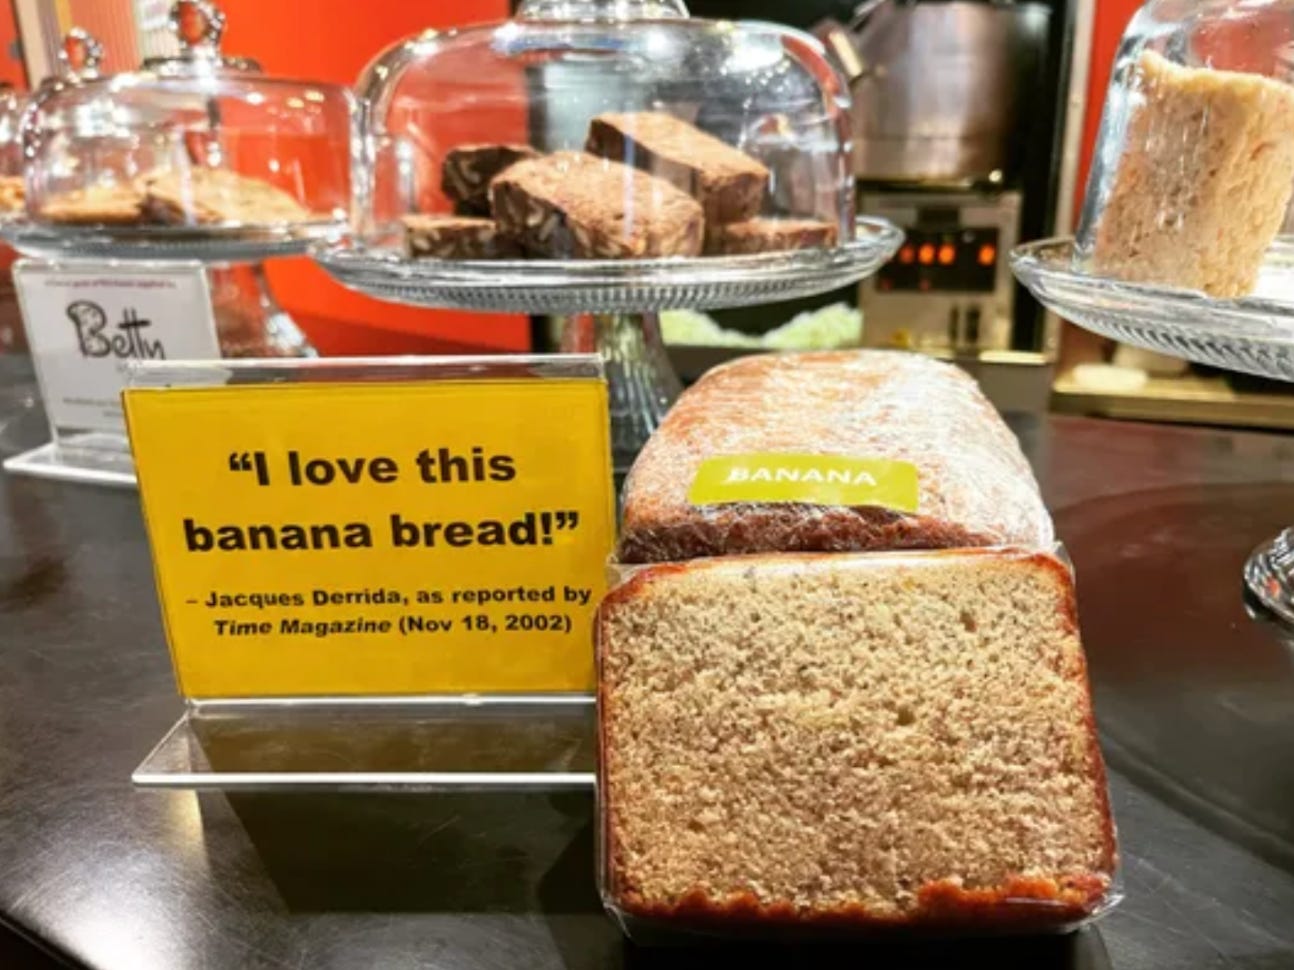 Betty
“I love this
banana bread!”
– Jacques Derrida, as reported by
Time Magazine (Nov 18, 2002)
BANANA